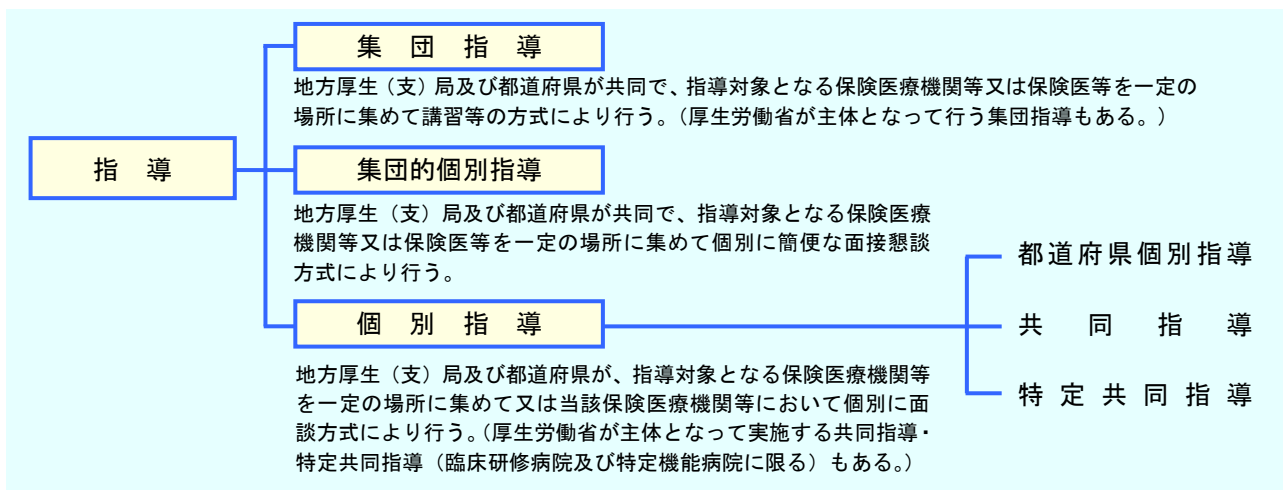 集団指導
地方厚生（支）局及び都道府県が共同で、指導対象となる保険医療機関等又は保険医等を一定の
場所に集めて講習等の方式により行う。（厚生労働省が主体となって行う集団指導もある。）
指導
集団的個別指導
地方厚生（支）局及び都道府県が共同で、指導対象となる保険医療
機関等又は保険医等を一定の場所に集めて個別に簡便な面接懇談
方式により行う。
個別指導
地方厚生（支）局及び都道府県が、指導対象となる保険医療機関等
を一定の場所に集めて又は当該保険医療機関等において個別に面
談方式により行う。（厚生労働省が主体となって実施する共同指導・
特定共同指導（臨床研修病院及び特定機能病院に限る）もある。）
都道府県個別指導
共同指導
特定共同指導